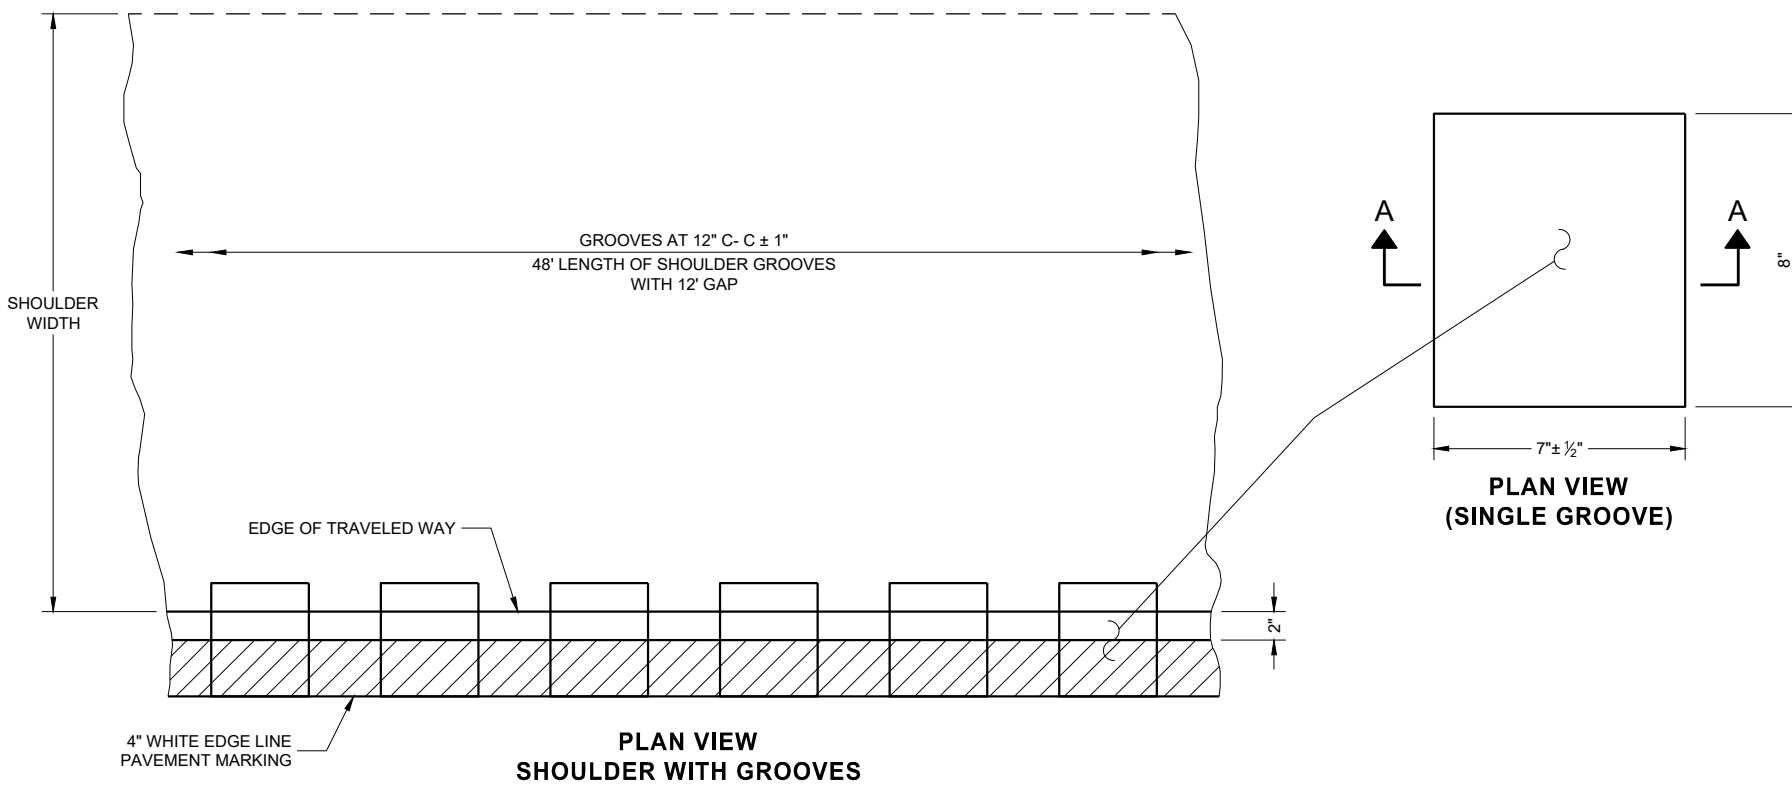 SHOULDER
WIDTH
GROOVES AT 12" C- C ± 1"
48' LENGTH OF SHOULDER GROOVES
WITH 12' GAP
EDGE OF TRAVELED WAY
2"
4" WHITE EDGE LINE
PAVEMENT MARKING
PLAN VIEW
SHOULDER WITH GROOVES
A
A
8"
7"± ½"
PLAN VIEW
(SINGLE GROOVE)